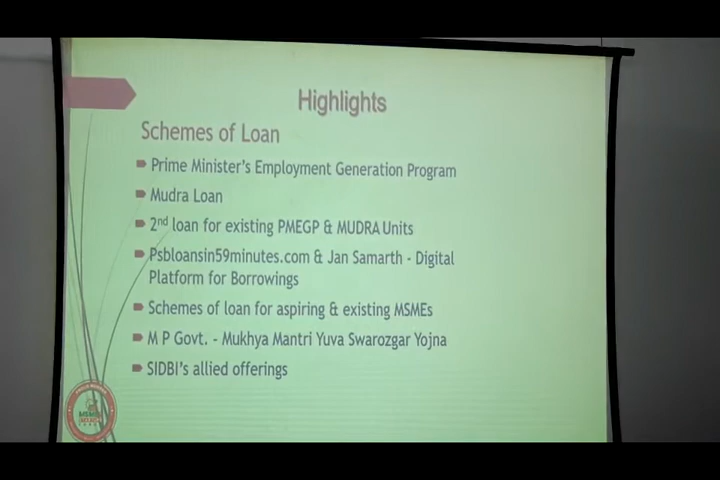 Highlights
Schemes of Loan
Prime Minister's Employment Generation Program
Mudra Loan
2nd loan for existing PMEGP & MUDRA Units
Psbloansin59minutes.com & Jan Samarth - Digital
Platform for Borrowings
Schemes of loan for aspiring & existing MSMEs
M P Govt. - Mukhya Mantri Yuva Swarozgar Yojna
SIDBI's allied offerings